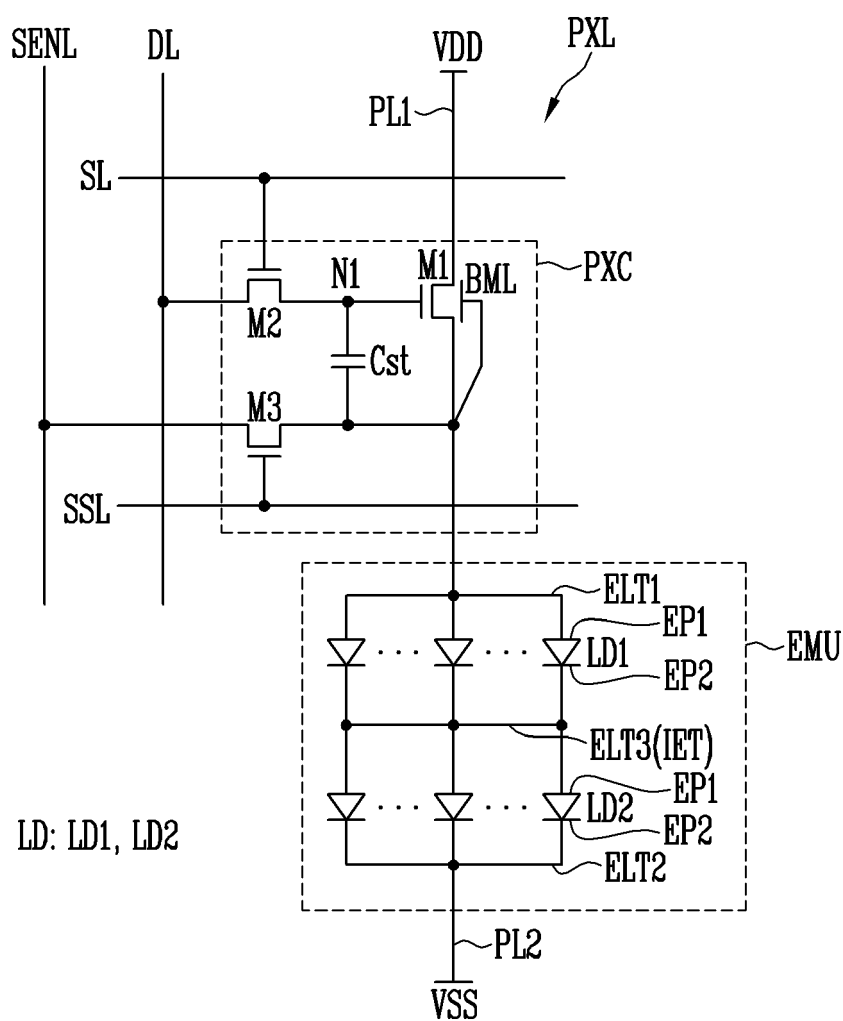 PXL
SENL
DL
VDD
PL1
SL
PXC
N1
M1
BML
M2
Cst
M3
SSL
ELT1
EP1
LD1
EMU
EP2
ELT3(IET)
EP1
LD2
EP2
LD: LD1, LD2
ELT2
PL2
VSS